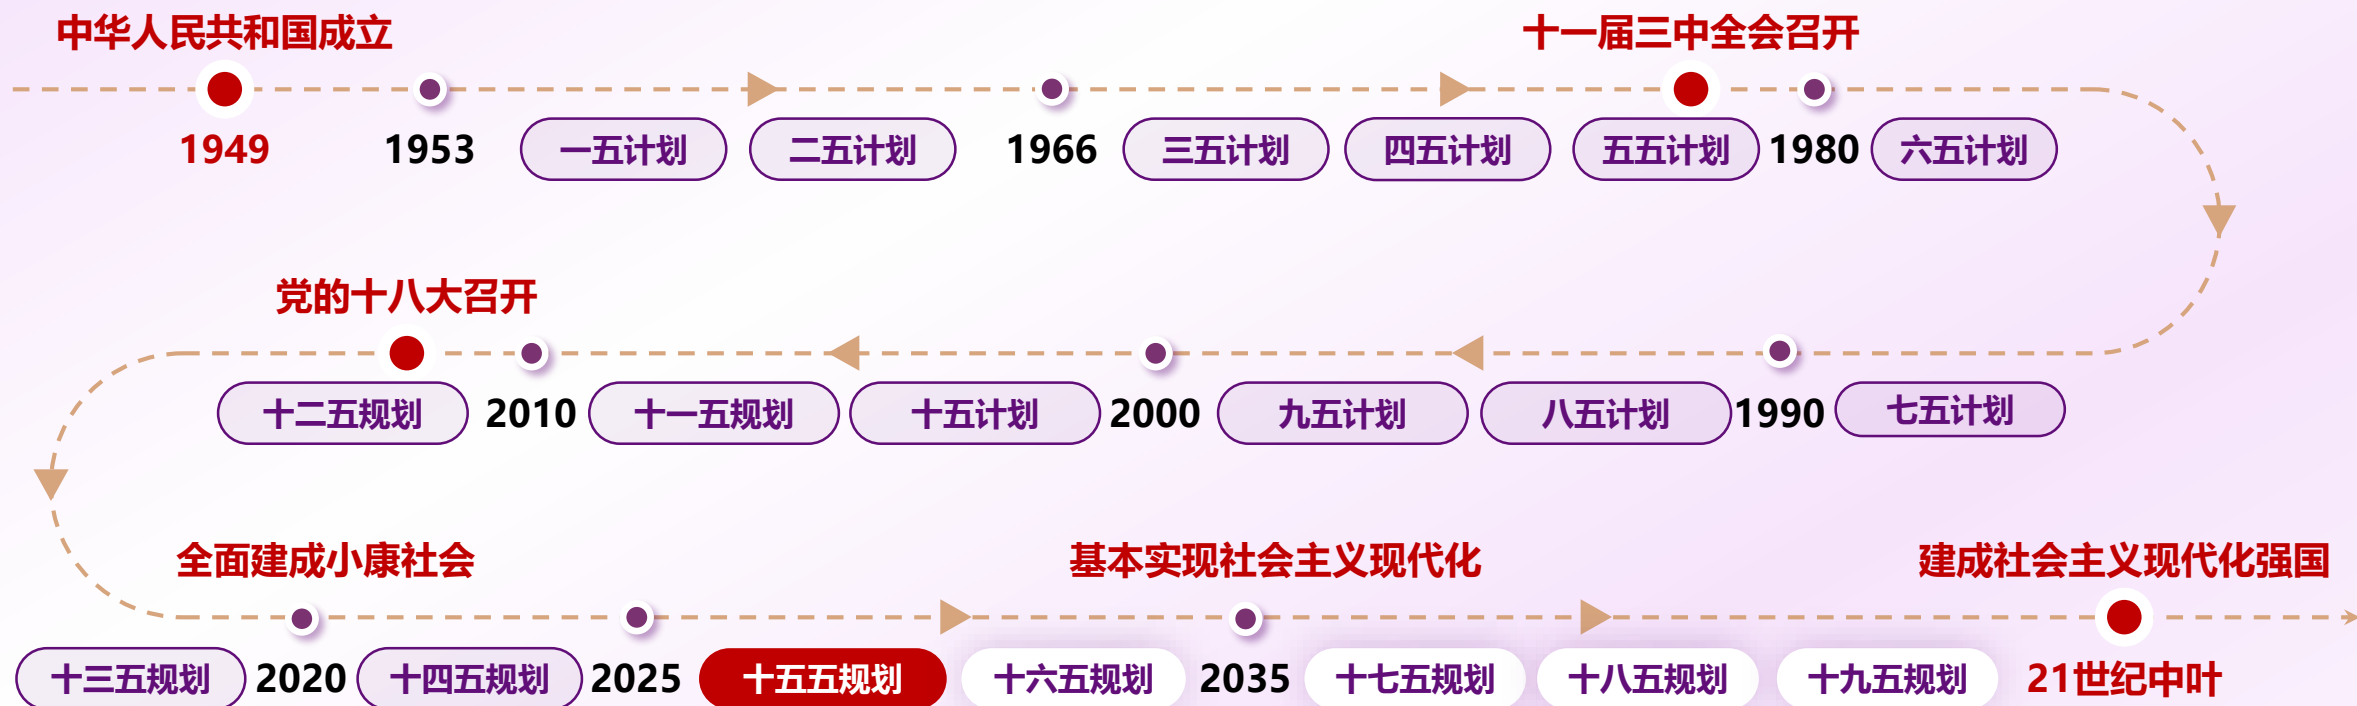 中华人民共和国成立
十一届三中全会召开
1949
1953
一五计划
二五计划
1966
三五计划
四五计划
五五计划
1980
六五计划
党的十八大召开
十二五规划
2010
十一五规划
十五计划
2000
九五计划
八五计划
1990
七五计划
全面建成小康社会
基本实现社会主义现代化
建成社会主义现代化强国
十三五规划
2020
十四五规划
2025
十五五规划
十六五规划
2035
十七五规划
十八五规划
十九五规划
21世纪中叶